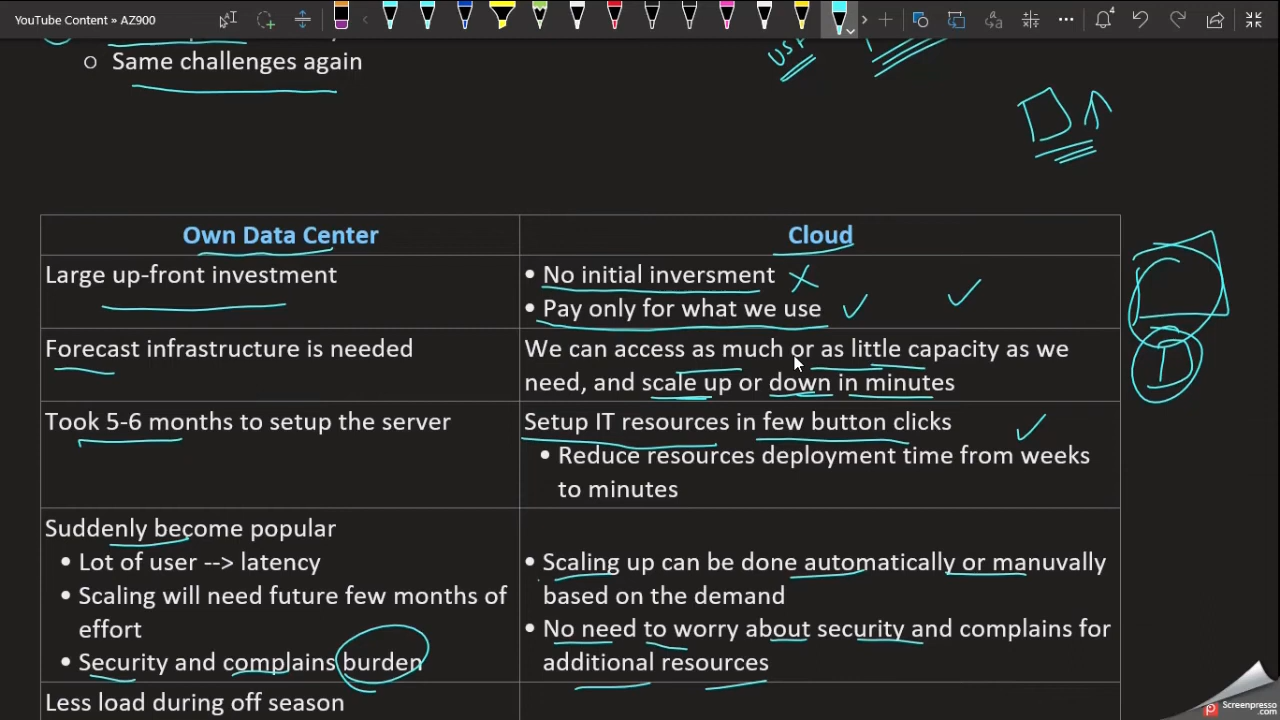 YouTube Content » AZ900
Same challenges again
USP
Own Data Center
Cloud
Large up-front investment
• No initial inversment
• Pay only for what we use
Forecast infrastructure is needed
We can access as much or as little capacity as we
need, and scale up or down in minutes
Took 5-6 months to setup the server
Setup IT resources in few button clicks
• Reduce resources deployment time from weeks
to minutes
Suddenly become popular
• Lot of user --> latency
• Scaling will need future few months of
effort
• Security and complains burden
• Scaling up can be done automatically or manuvally
based on the demand
• No need to worry about security and complains for
additional resources
Less load during off season
Screenpresso
.com